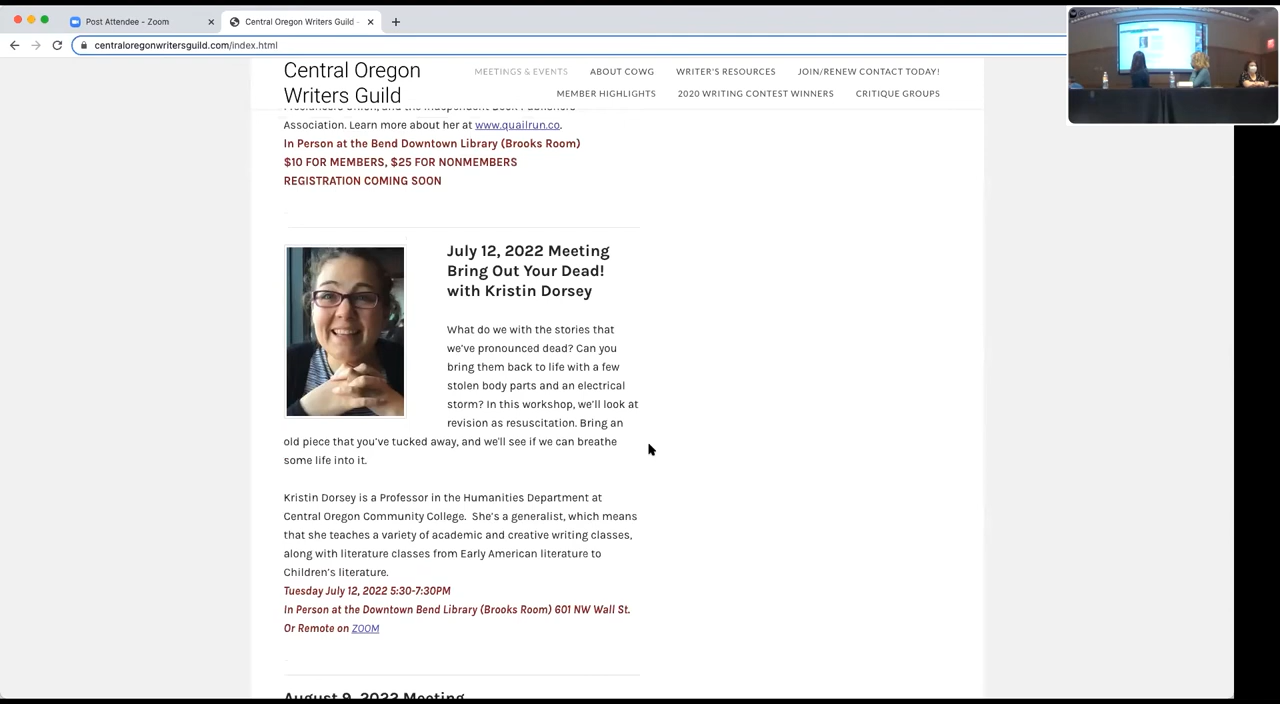 Post Attendee - Zoom
Central Oregon Writers Guild -
centraloregonwritersguild.com/index.html
Central Oregon
Writers Guild
MEETINGS & EVENTS
ABOUT COWG
WRITER'S RESOURCES
JOIN/RENEW CONTACT TODAY!
MEMBER HIGHLIGHTS
2020 WRITING CONTEST WINNERS
CRITIQUE GROUPS
Association. Learn more about her at www.quailrun.co.
In Person at the Bend Downtown Library (Brooks Room)
$10 FOR MEMBERS, $25 FOR NONMEMBERS
REGISTRATION COMING SOON
July 12, 2022 Meeting
Bring Out Your Dead!
with Kristin Dorsey
What do we with the stories that
we've pronounced dead? Can you
bring them back to life with a few
stolen body parts and an electrical
storm? In this workshop, we'll look at
revision as resuscitation. Bring an
old piece that you've tucked away, and we'll see if we can breathe
some life into it.
Kristin Dorsey is a Professor in the Humanities Department at
Central Oregon Community College.  She's a generalist, which means
that she teaches a variety of academic and creative writing classes,
along with literature classes from Early American literature to
Children's literature.
Tuesday July 12, 2022 5:30-7:30PM
In Person at the Downtown Bend Library (Brooks Room) 601 NW Wall St.
Or Remote on ZOOM
August 9, 2022 Meeting